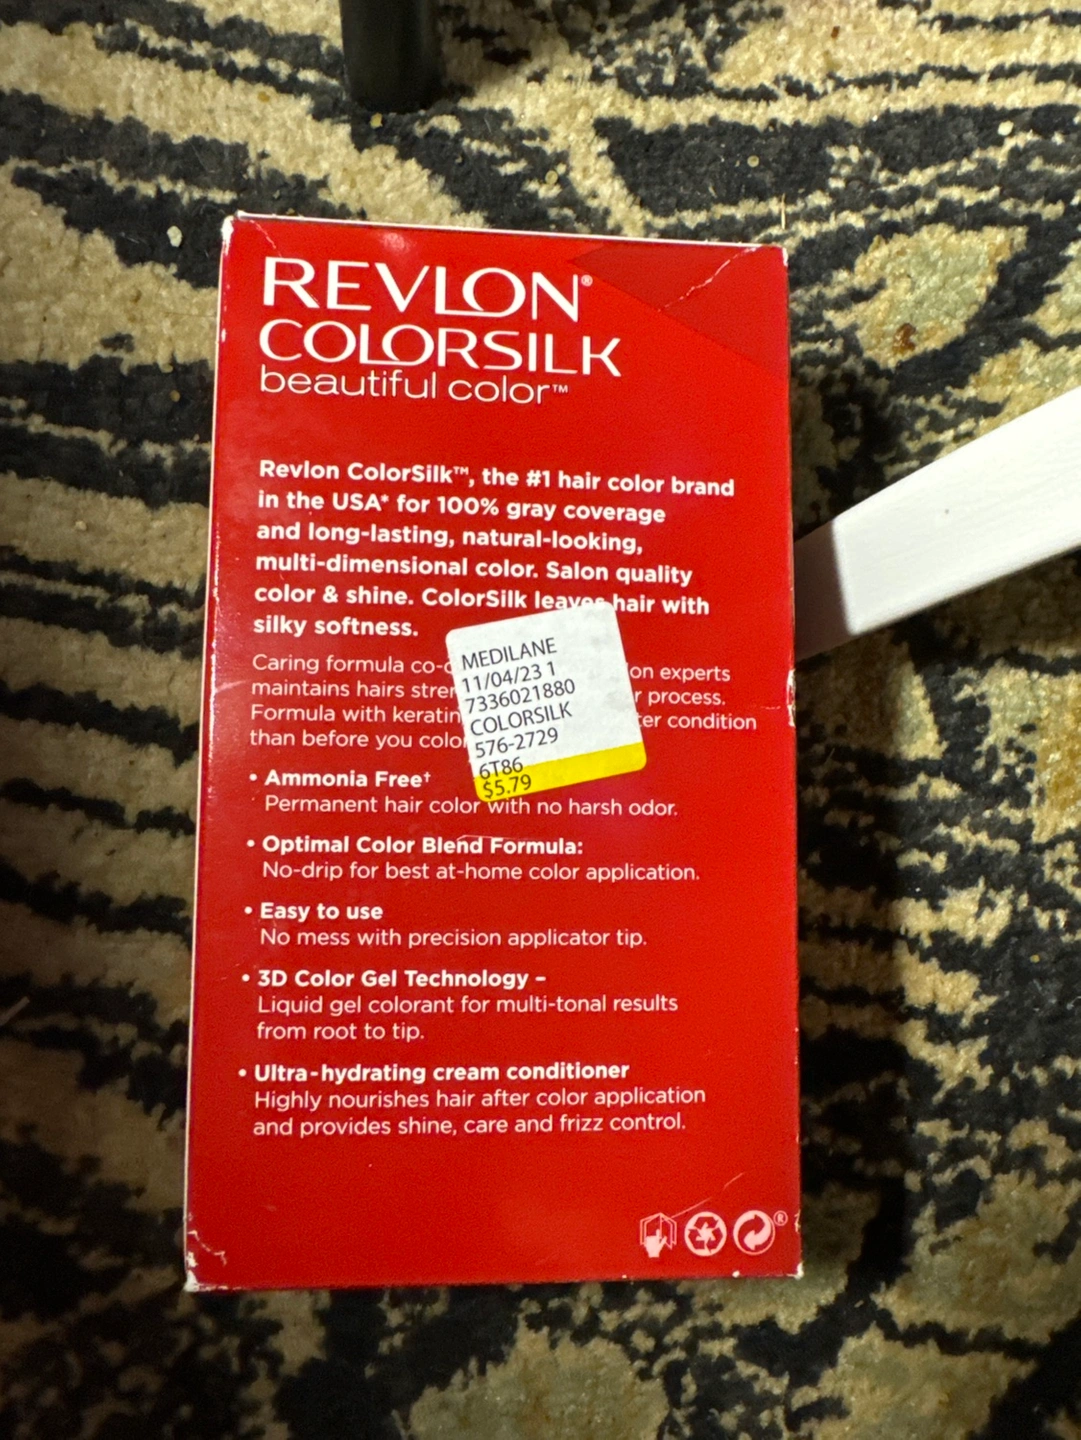 REVLON®
COLORSILK
beautiful color™
Revlon ColorSilk™, the #1 hair color brand
in the USA* for 100% gray coverage
and long-lasting, natural-looking,
multi-dimensional color. Salon quality
color & shine. ColorSilk leaves hair with
silky softness.
Caring formula experts
maintains hairs process.
Formula with condition
than before you
MEDILANE
11/04/23 1
7336021880
COLORSILK
576-2729
6T86
$5.79
• Ammonia Free†
Permanent hair color with no harsh odor.
• Optimal Color Blend Formula:
No-drip for best at-home color application.
• Easy to use
No mess with precision applicator tip.
• 3D Color Gel Technology –
Liquid gel colorant for multi-tonal results
from root to tip.
• Ultra-hydrating cream conditioner
Highly nourishes hair after color application
and provides shine, care and frizz control.
®